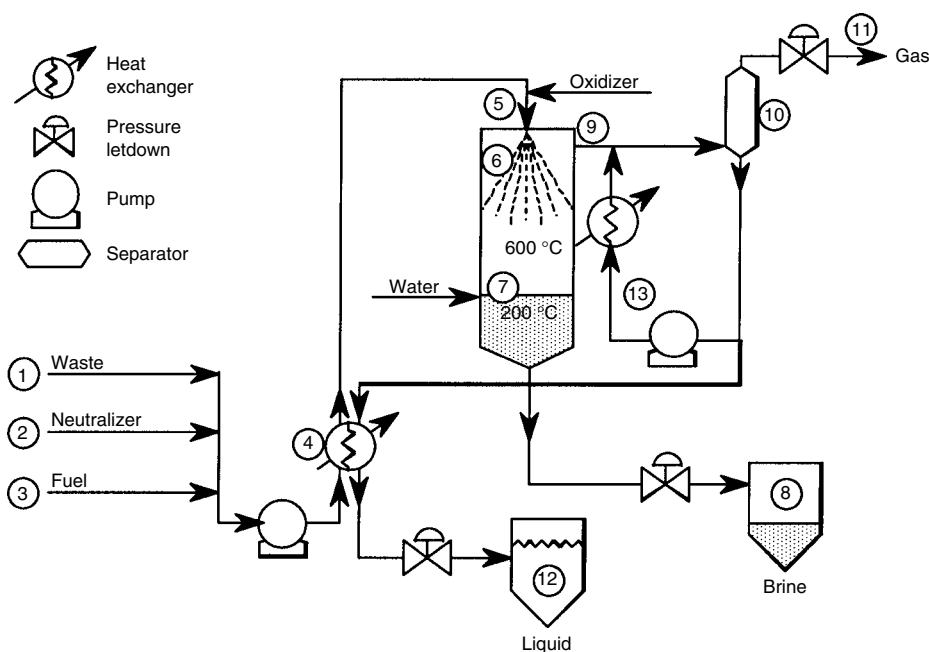 Heat
exchanger
Pressure
letdown
Pump
Separator
11
Gas
Oxidizer
5
9
10
6
600 °C
Water
7
200 °C
13
1
Waste
2
Neutralizer
4
3
Fuel
8
Brine
12
Liquid